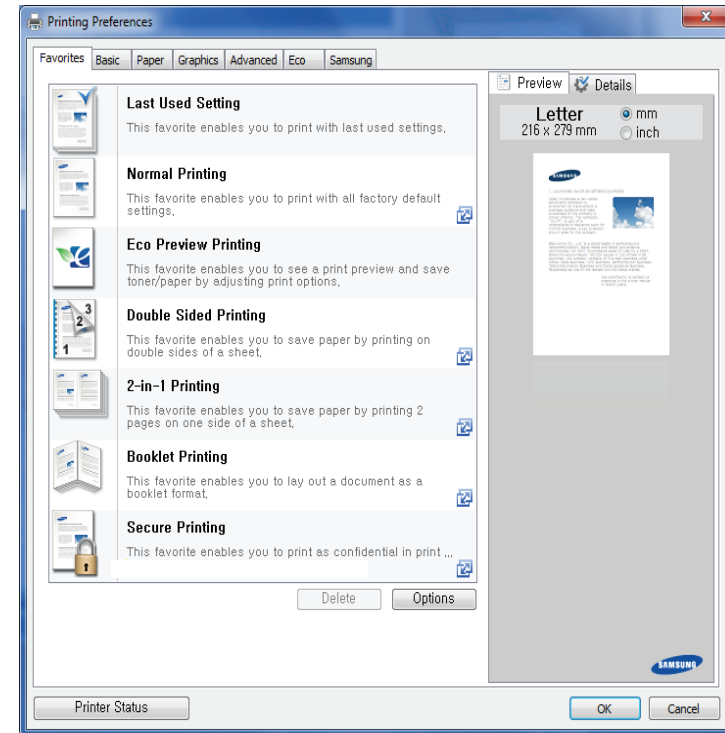 Printing Preferences
Favorites Basic Paper Graphics Advanced Eco Samsung
Last Used Setting
This favorite enables you to print with last used settings,
Normal Printing
This favorite enables you to print with all factory default
settings,
Eco Preview Printing
This favorite enables you to see a print preview and save
toner/paper by adjusting print options,
3
2
1
Double Sided Printing
This favorite enables you to save paper by printing on
double sides of a sheet,
2-in-1 Printing
This favorite enables you to save paper by printing 2
pages on one side of a sheet,
Booklet Printing
This favorite enables you to lay out a document as a
booklet format,
Secure Printing
This favorite enables you to print as confidential in print ...
Delete Options
Preview Details
Letter mm
216 x 279 mm inch
SAMSUNG
SAMSUNG
Printer Status OK Cancel